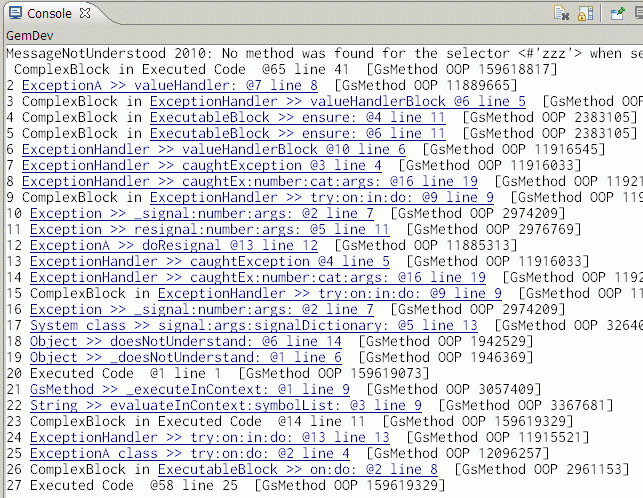 Console
GemDev
MessageNotUnderstood 2010: No method was found for the selector <#'zzz'> when se
ComplexBlock in Executed Code @65 line 41 [GsMethod OOP 159618817]
2 ExceptionA >> valueHandler: @7 line 8 [GsMethod OOP 11889665]
3 ComplexBlock in ExceptionHandler >> valueHandlerBlock @6 line 5 [GsMethod OOP
4 ComplexBlock in ExecutableBlock >> ensure: @4 line 11 [GsMethod OOP 2383105]
5 ComplexBlock in ExecutableBlock >> ensure: @6 line 11 [GsMethod OOP 2383105]
6 ExceptionHandler >> valueHandlerBlock @10 line 6 [GsMethod OOP 11916545]
7 ExceptionHandler >> caughtException @3 line 4 [GsMethod OOP 11916033]
8 ExceptionHandler >> caughtEx:number:cat:args: @16 line 19 [GsMethod OOP 11921
9 ComplexBlock in ExceptionHandler >> try:on:in:do: @9 line 9 [GsMethod OOP 119
10 Exception >> _signal:number:args: @2 line 7 [GsMethod OOP 2974209]
11 Exception >> resignal:number:args: @5 line 11 [GsMethod OOP 2976769]
12 ExceptionA >> doResignal @13 line 12 [GsMethod OOP 11885313]
13 ExceptionHandler >> caughtException @4 line 5 [GsMethod OOP 11916033]
14 ExceptionHandler >> caughtEx:number:cat:args: @16 line 19 [GsMethod OOP 1192
15 ComplexBlock in ExceptionHandler >> try:on:in:do: @9 line 9 [GsMethod OOP 11
16 Exception >> _signal:number:args: @2 line 7 [GsMethod OOP 2974209]
17 System class >> signal:args:signalDictionary: @5 line 13 [GsMethod OOP 32640
18 Object >> doesNotUnderstand: @6 line 14 [GsMethod OOP 1942529]
19 Object >> _doesNotUnderstand: @1 line 6 [GsMethod OOP 1946369]
20 Executed Code @1 line 1 [GsMethod OOP 159619073]
21 GsMethod >> _executeInContext: @1 line 9 [GsMethod OOP 3057409]
22 String >> evaluateInContext:symbolList: @3 line 9 [GsMethod OOP 3367681]
23 ComplexBlock in Executed Code @14 line 11 [GsMethod OOP 159619329]
24 ExceptionHandler >> try:on:in:do: @13 line 13 [GsMethod OOP 11915521]
25 ExceptionA class >> try:on:do: @2 line 4 [GsMethod OOP 12096257]
26 ComplexBlock in ExecutableBlock >> on:do: @2 line 8 [GsMethod OOP 2961153]
27 Executed Code @58 line 25 [GsMethod OOP 159619329]